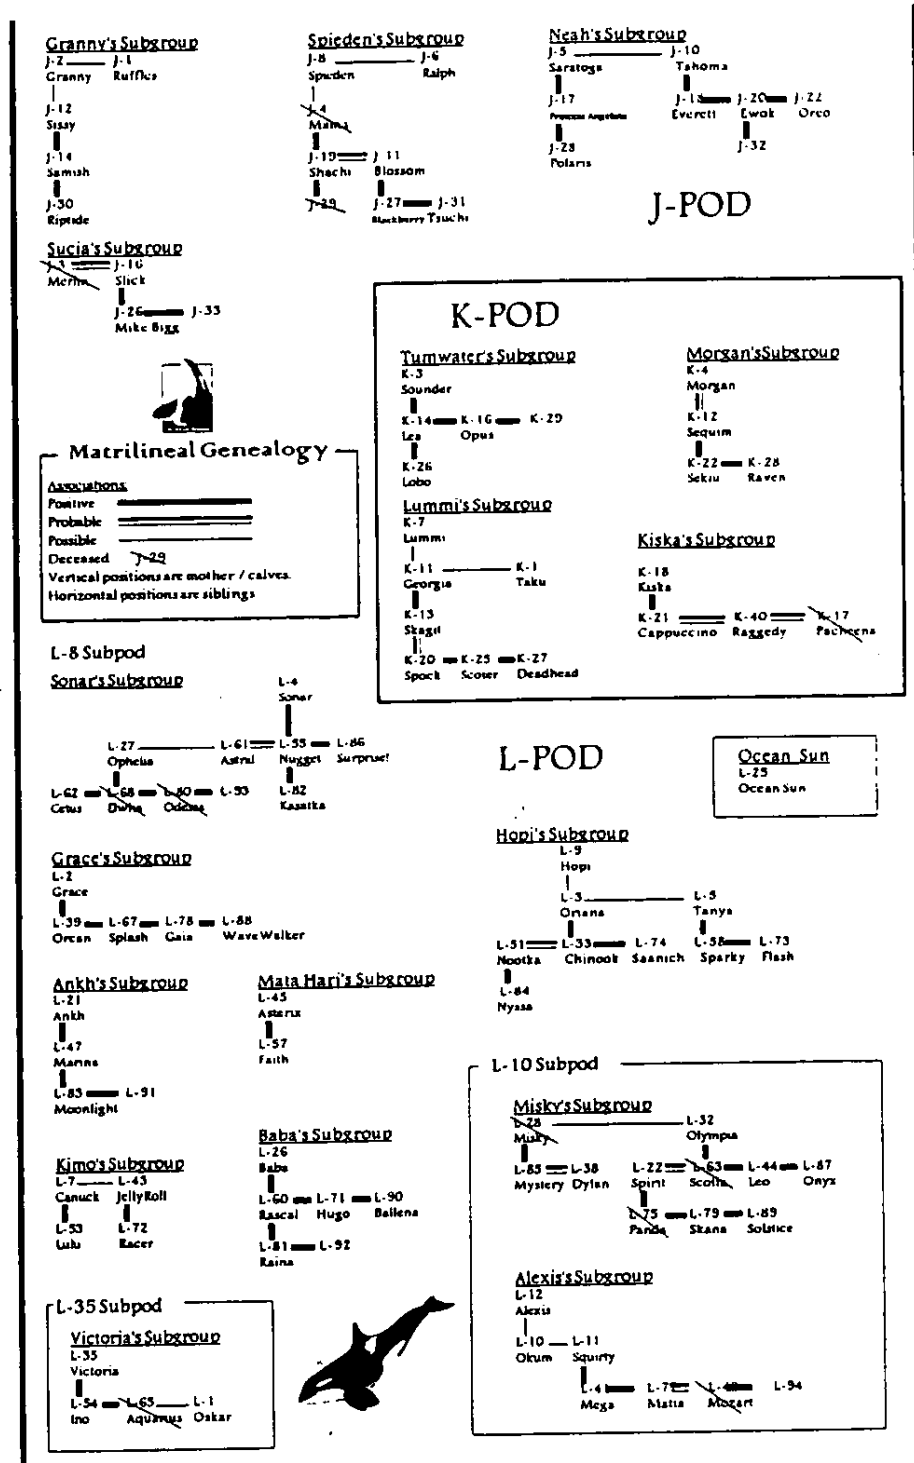 Granny's Subgroup
J-2 J-1
Granny Ruffles
J-12
Sissy
J-14
Samish
J-30
Riptide
Spieden's Subgroup
J-8 J-6
Spieden Ralph
J-4
Mama
J-19 J-11
Shachi Blossom
J-29 J-27 J-31
Blackberry Tsuchi
Neah's Subgroup
J-5 J-10
Saratoga Tahoma
J-17 J-18 J-20 J-22
Princess Angeline Everett Ewok Oreo
J-28 J-32
Polaris
J-POD
Sucia's Subgroup
J-3 J-16
Merlin Slick
J-26 J-33
Mike Bigg
Matrilineal Genealogy
Associations
Positive
Probable
Possible
Deceased J-29
Vertical positions are mother / calves.
Horizontal positions are siblings
K-POD
Tumwater's Subgroup
K-3
Sounder
K-14 K-16 K-29
Lea Opus
K-26
Lobo
Morgan'sSubgroup
K-4
Morgan
K-12
Sequim
K-22 K-28
Sekiu Raven
Lummi's Subgroup
K-7
Lummi
K-11 K-1
Georgia Taku
K-13
Skagit
K-20 K-25 K-27
Spock Scoter Deadhead
Kiska's Subgroup
K-18
Kiska
K-21 K-40 K-17
Cappuccino Raggedy Pacheena
L-8 Subpod
Sonar's Subgroup
L-4
Sonar
L-27 L-61 L-55 L-86
Ophelia Astral Nugget Surprise!
L-62 L-68 L-80 L-93 L-82
Cetus Elwha Odessa Kasatka
L-POD
Ocean Sun
L-25
Ocean Sun
Hopi's Subgroup
L-9
Hopi
L-3 L-5
Oriana Tanya
L-51 L-33 L-74 L-58 L-73
Nootka Chinook Saanich Sparky Flash
L-84
Nyssa
Grace's Subgroup
L-2
Grace
L-39 L-67 L-78 L-88
Orcan Splash Gaia Wave Walker
Ankh's Subgroup
L-21
Ankh
L-47
Marina
L-83 L-91
Moonlight
Mata Hari's Subgroup
L-45
Asterix
L-57
Faith
Kimo's Subgroup
L-7 L-43
Canuck Jelly Roll
L-53 L-72
Lulu Racer
Baba's Subgroup
L-26
Baba
L-60 L-71 L-90
Rascal Hugo Ballena
L-81 L-92
Raina
L-10 Subpod
Misky's Subgroup
L-28 L-32
Misky Olympia
L-85 L-38 L-22 L-63 L-44 L-87
Mystery Dylan Spirit Scotia Leo Onyx
L-75 L-79 L-89
Panda Skana Solstice
Alexis's Subgroup
L-12
Alexis
L-10 L-11
Okum Squirty
L-41 L-77 L-94
Mega Matia Mozart
L-35 Subpod
Victoria's Subgroup
L-35
Victoria
L-54 L-65 L-1
Ino Aquarius Oskar